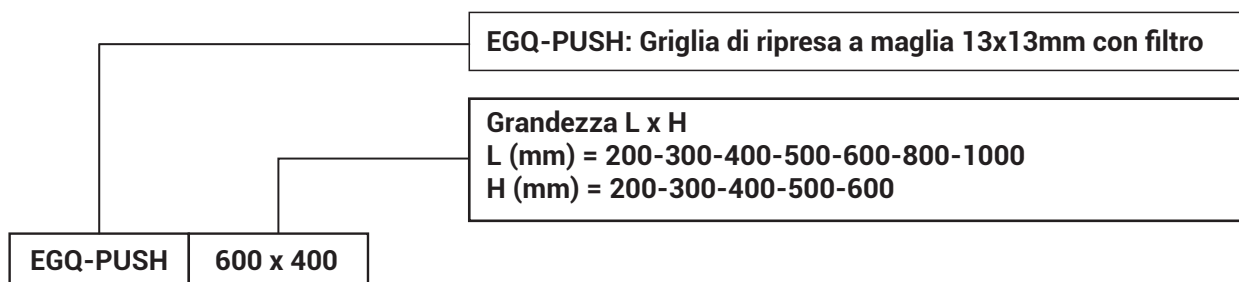 EGQ-PUSH: Griglia di ripresa a maglia 13x13mm con filtro
Grandezza L x H
L (mm) = 200-300-400-500-600-800-1000
H (mm) = 200-300-400-500-600
EGQ-PUSH 600 x 400